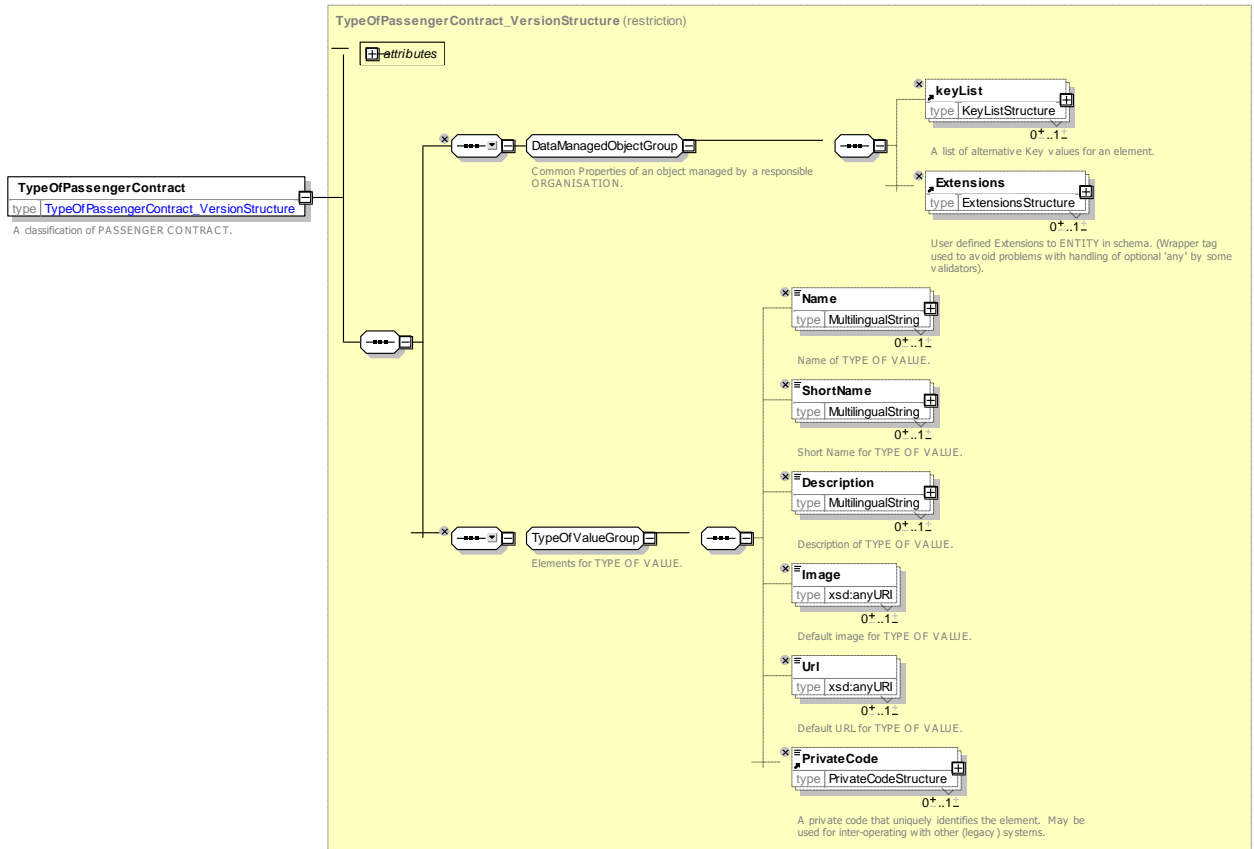 TypeOfPassengerContract_VersionStructure (restriction)
attributes
keyList
type KeyListStructure
0..1
A list of alternative Key values for an element.
DataManagedObjectGroup
Common Properties of an object managed by a responsible
ORGANISATION.
Extensions
type ExtensionsStructure
0..1
User defined Extensions to ENTITY in schema. (Wrapper tag
used to avoid problems with handling of optional 'any' by some
validators).
TypeOfPassengerContract
type TypeOfPassengerContract_VersionStructure
A classification of PASSENGER CONTRACT.
Name
type MultilingualString
0..1
Name of TYPE OF VALUE.
ShortName
type MultilingualString
0..1
Short Name for TYPE OF VALUE.
Description
type MultilingualString
0..1
Description of TYPE OF VALUE.
TypeOfValueGroup
Elements for TYPE OF VALUE.
Image
type xsd:anyURI
0..1
Default image for TYPE OF VALUE.
Url
type xsd:anyURI
0..1
Default URL for TYPE OF VALUE.
PrivateCode
type PrivateCodeStructure
0..1
A private code that uniquely identifies the element. May be
used for inter-operating with other (legacy) systems.